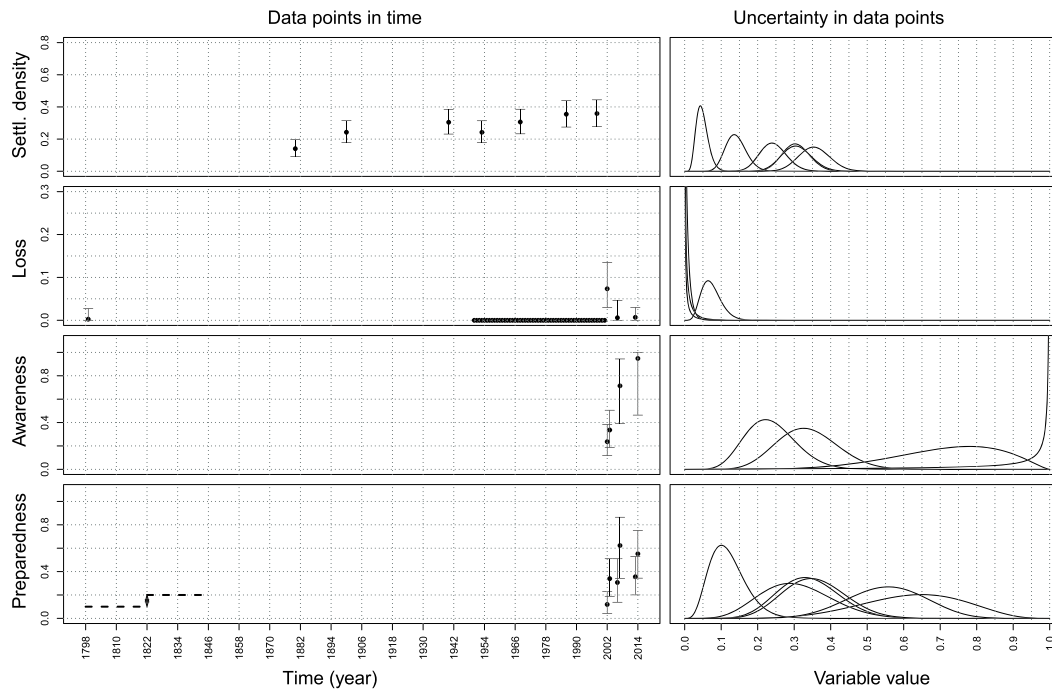 Data points in time
Uncertainty in data points
Settl. density
0.0 0.2 0.4 0.6 0.8
Loss
0.0 0.1 0.2 0.3
Awareness
0.0 0.4 0.8
Preparedness
0.0 0.4 0.8
1798 1810 1822 1834 1846 1858 1870 1882 1894 1906 1918 1930 1942 1954 1966 1978 1990 2002 2014
0.0 0.1 0.2 0.3 0.4 0.5 0.6 0.7 0.8 0.9 1.0
Time (year)
Variable value